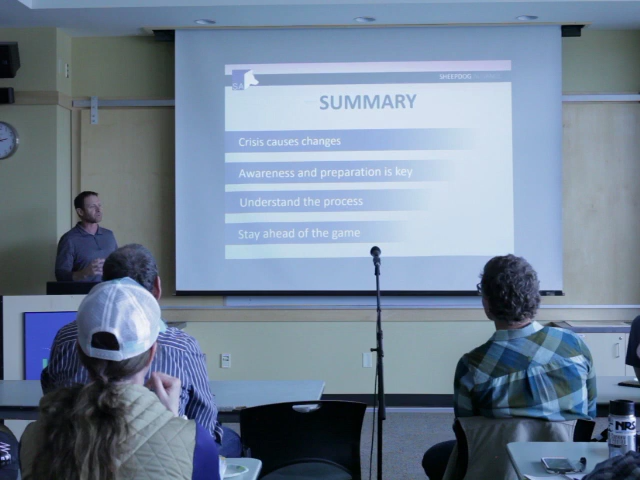 SHEEPDOG
SUMMARY
Crisis causes changes
Awareness and preparation is key
Understand the process
Stay ahead of the game
NRS